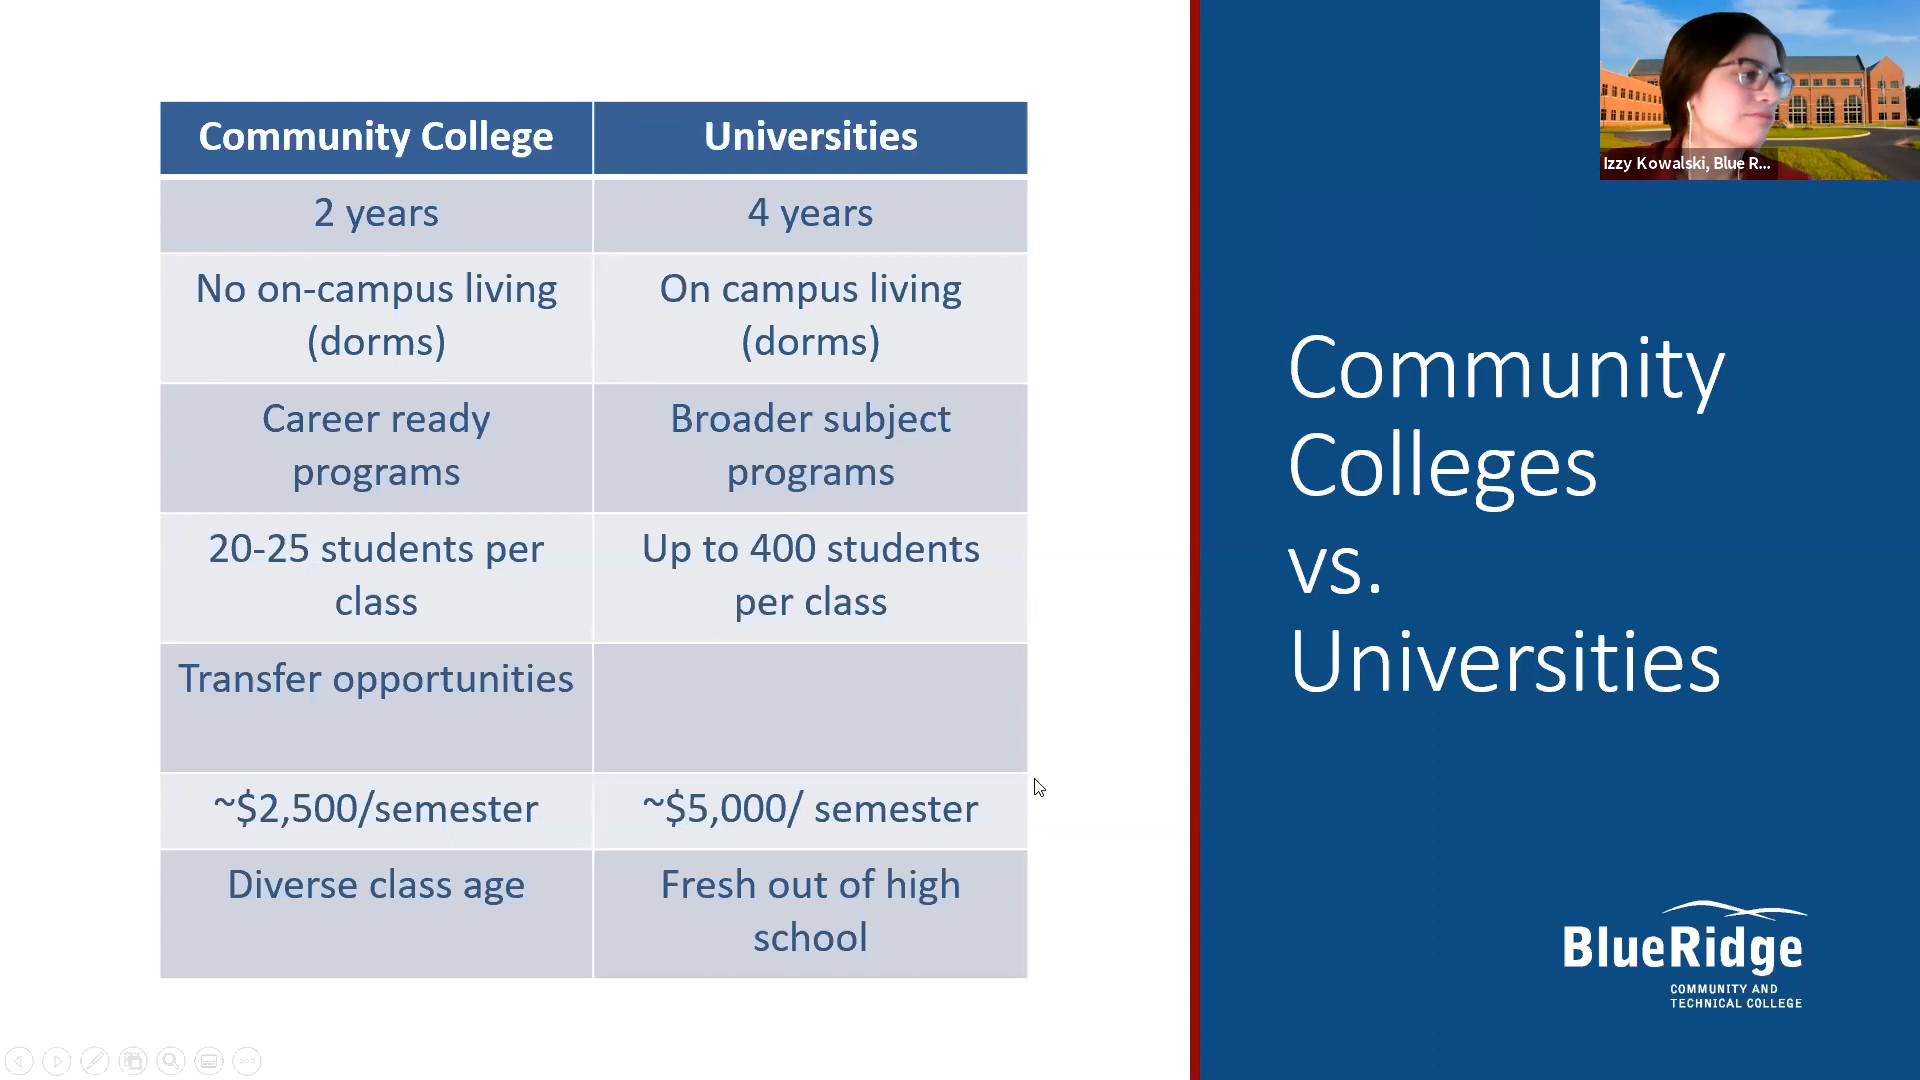 Community College
Universities
2 years
4 years
No on-campus living
(dorms)
On campus living
(dorms)
Career ready
programs
Broader subject
programs
20-25 students per
class
Up to 400 students
per class
Transfer opportunities
~$2,500/semester
~$5,000/ semester
Diverse class age
Fresh out of high
school
Community
Colleges
vs.
Universities
Izzy Kowalski, Blue R...
BlueRidge
COMMUNITY AND
TECHNICAL COLLEGE